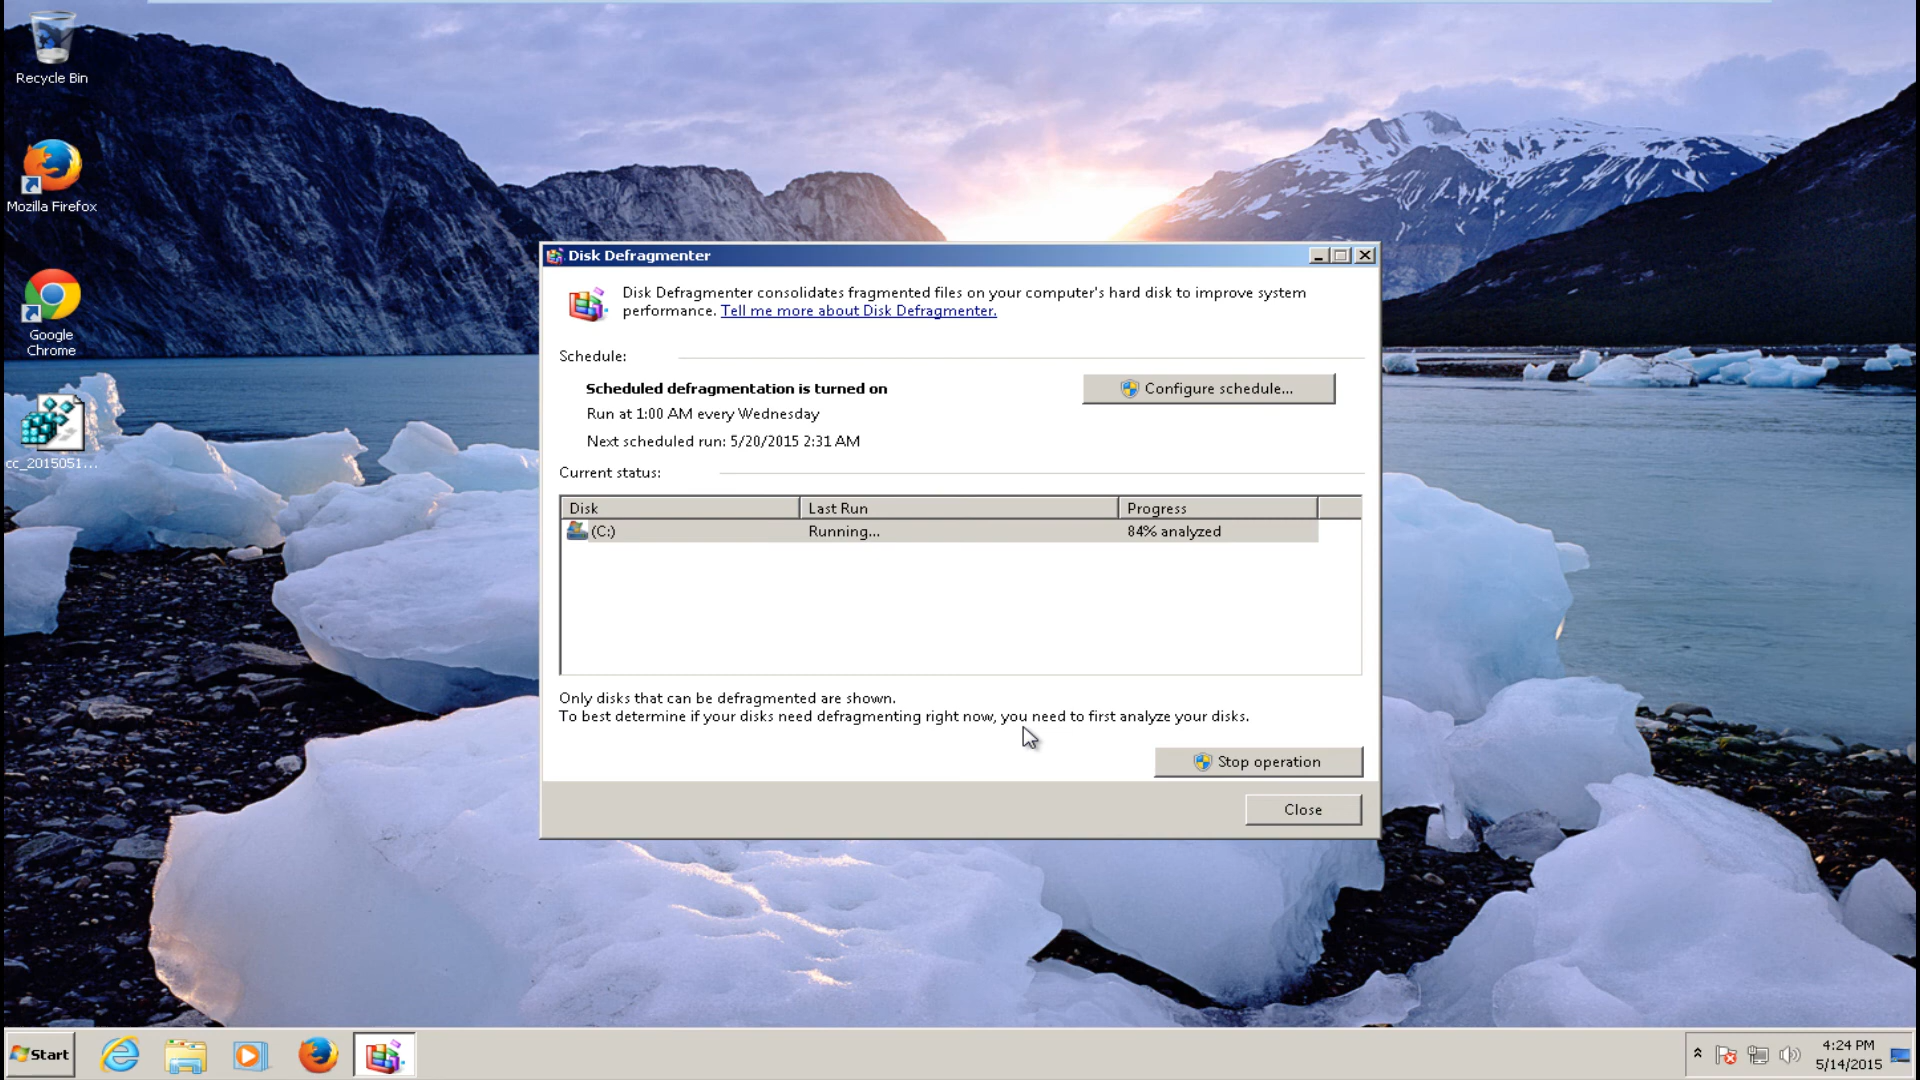 Recycle Bin
Mozilla Firefox
Google
Chrome
cc_2015051...
Disk Defragmenter
Disk Defragmenter consolidates fragmented files on your computer's hard disk to improve system
performance. Tell me more about Disk Defragmenter.
Schedule:
Scheduled defragmentation is turned on
Configure schedule...
Run at 1:00 AM every Wednesday
Next scheduled run: 5/20/2015 2:31 AM
Current status:
Disk Last Run Progress
(C:) Running... 84% analyzed
Only disks that can be defragmented are shown.
To best determine if your disks need defragmenting right now, you need to first analyze your disks.
Stop operation
Close
Start
4:24 PM
5/14/2015